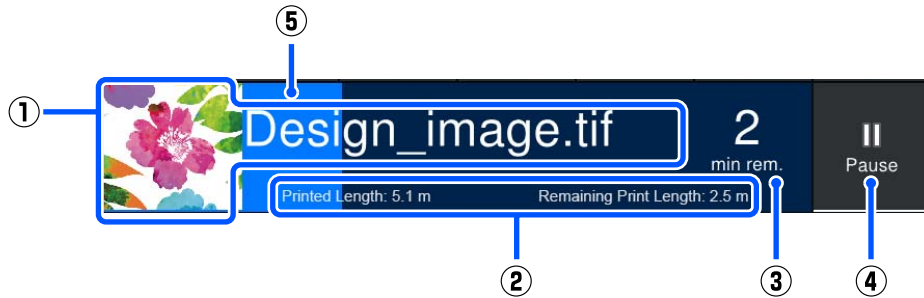 ⑤
①
Design_image.tif
2
min rem.
Pause
Printed Length: 5.1 m
Remaining Print Length: 2.5 m
②
③
④